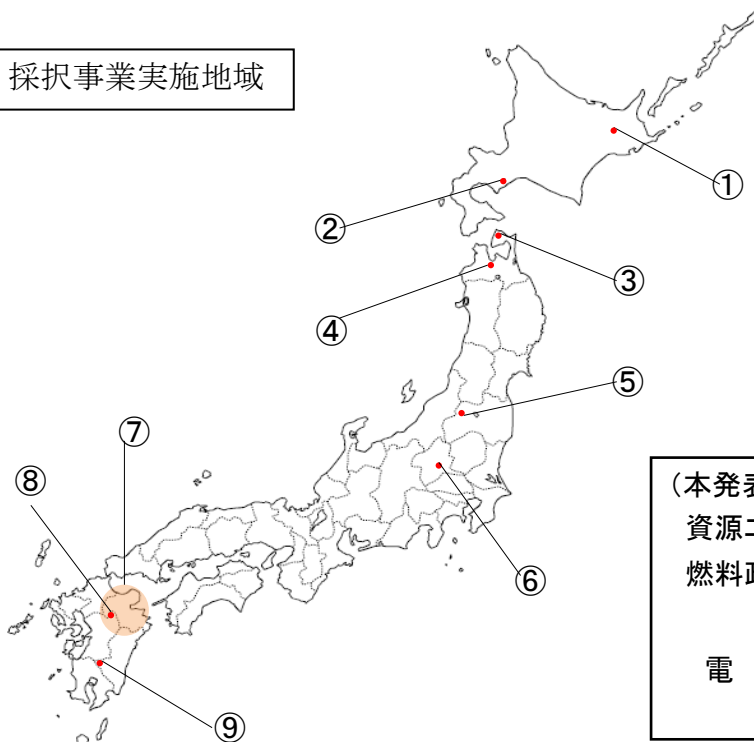 採択事業実施地域
①
②
③
④
⑤
⑦
⑧
⑥
⑨
（本発表
資源エ
燃料政
電